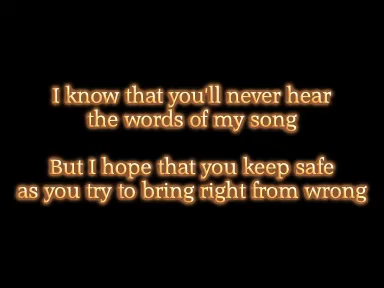 I know that you'll never hear
the words of my song
But I hope that you keep safe
as you try to bring right from wrong